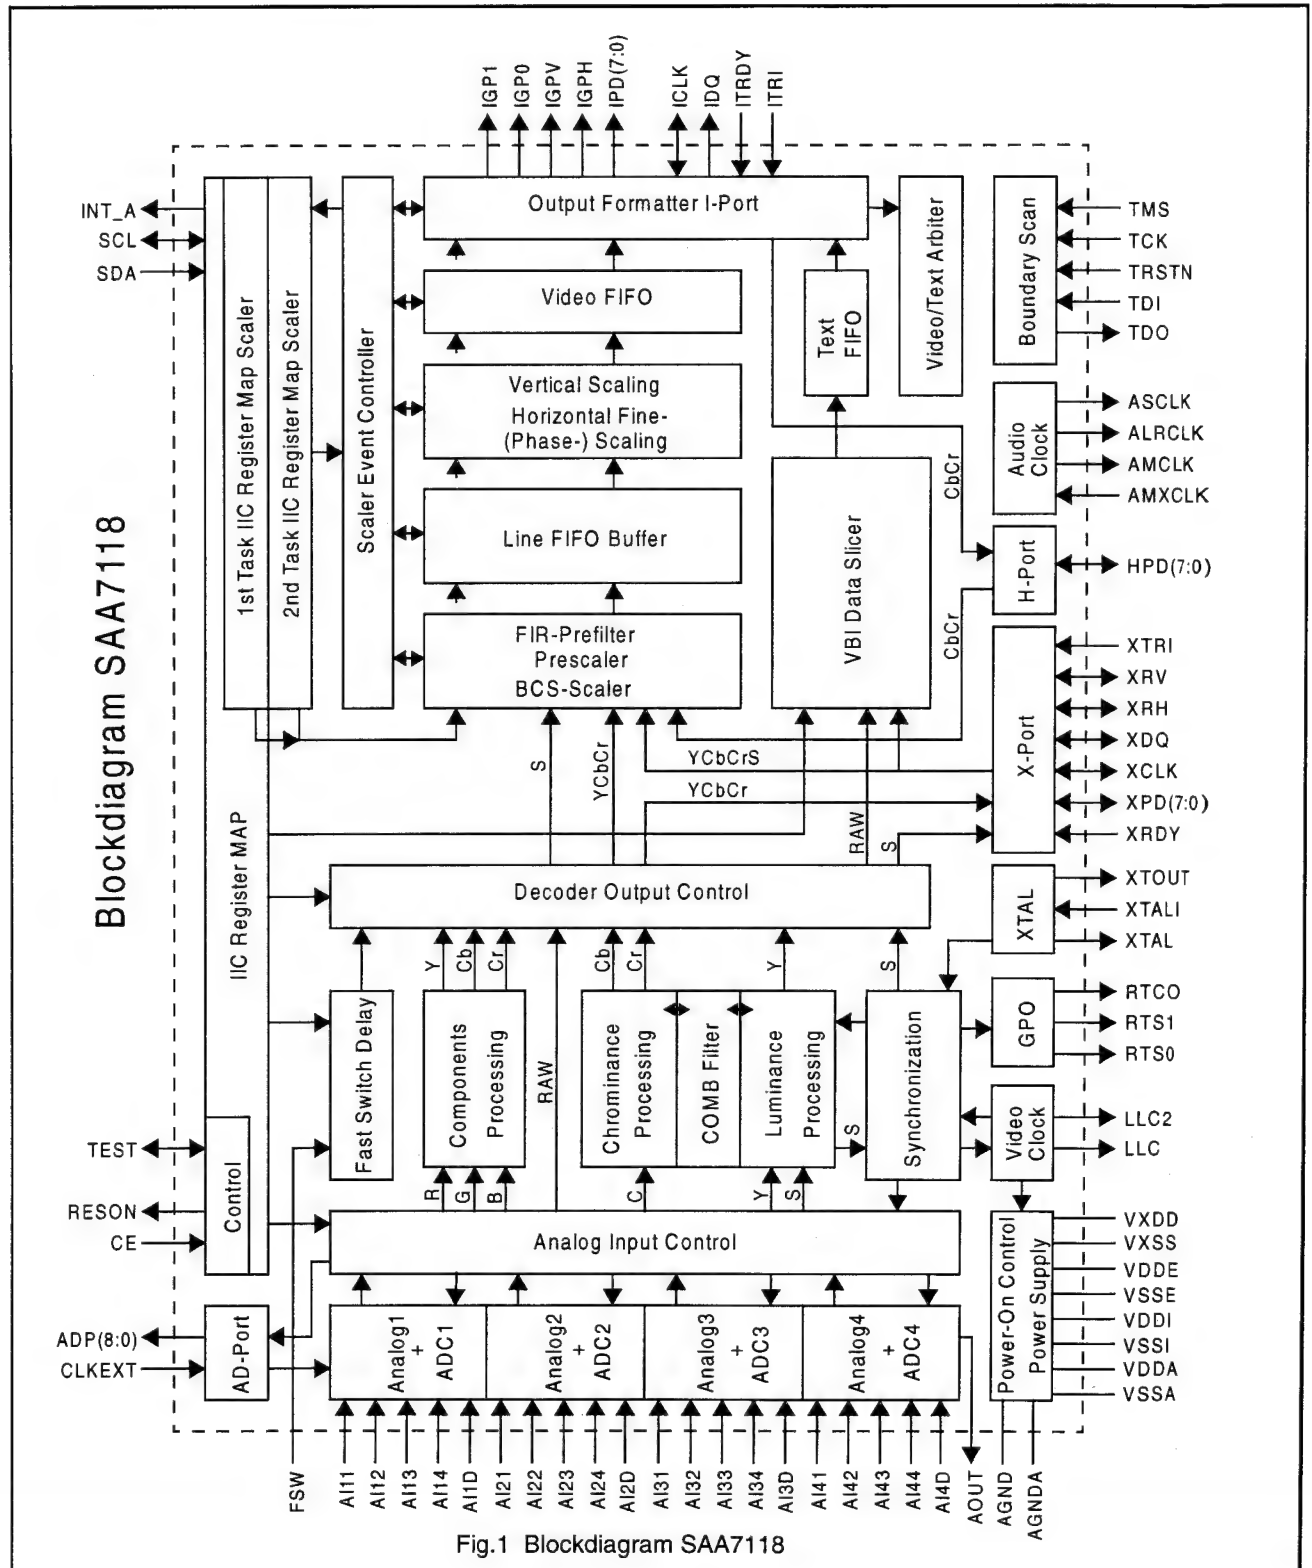 IGP1
IGP0
IGPV
IGPH
IPD(7:0)
ICLK
IDQ
ITRDY
ITRI
INT_A
SCL
SDA
Blockdiagram SAA7118
1st Task IIC Register Map Scaler
2nd Task IIC Register Map Scaler
Scaler Event Controller
Output Formatter I-Port
Video FIFO
Vertical Scaling
Horizontal Fine-
(Phase-) Scaling
Line FIFO Buffer
FIR-Prefilter
Prescaler
BCS-Scaler
Text
FIFO
Video/Text Arbiter
VBI Data Slicer
Boundary Scan
TMS
TCK
TRSTN
TDI
TDO
Audio
Clock
ASCLK
ALRCLK
AMCLK
AMXCLK
CbCr
H-Port
HPD(7:0)
CbCr
X-Port
XTRI
XRV
XRH
XDQ
XCLK
XPD(7:0)
XRDY
S
YCbCr
YCbCrS
YCbCr
RAW
S
IIC Register MAP
Decoder Output Control
XTAL
XTOUT
XTALI
XTAL
Y
Cb
Cr
RAW
Cb
Cr
Y
S
Fast Switch Delay
Components
Processing
Chrominance
Processing
COMB Filter
Luminance
Processing
S
Synchronization
GPO
RTCO
RTS1
RTS0
Video
Clock
LLC2
LLC
TEST
RESON
CE
Control
R
G
B
C
Y
S
Analog Input Control
Power-On Control
Power Supply
VXDD
VXSS
VDDE
VSSE
VDDI
VSSI
VDDA
VSSA
ADP(8:0)
CLKEXT
AD-Port
Analog1
+
ADC1
Analog2
+
ADC2
Analog3
+
ADC3
Analog4
+
ADC4
FSW
AI11
AI12
AI13
AI14
AI1D
AI21
AI22
AI23
AI24
AI2D
AI31
AI32
AI33
AI34
AI3D
AI41
AI42
AI43
AI44
AI4D
AOUT
AGND
AGNDA
Fig.1 Blockdiagram SAA7118